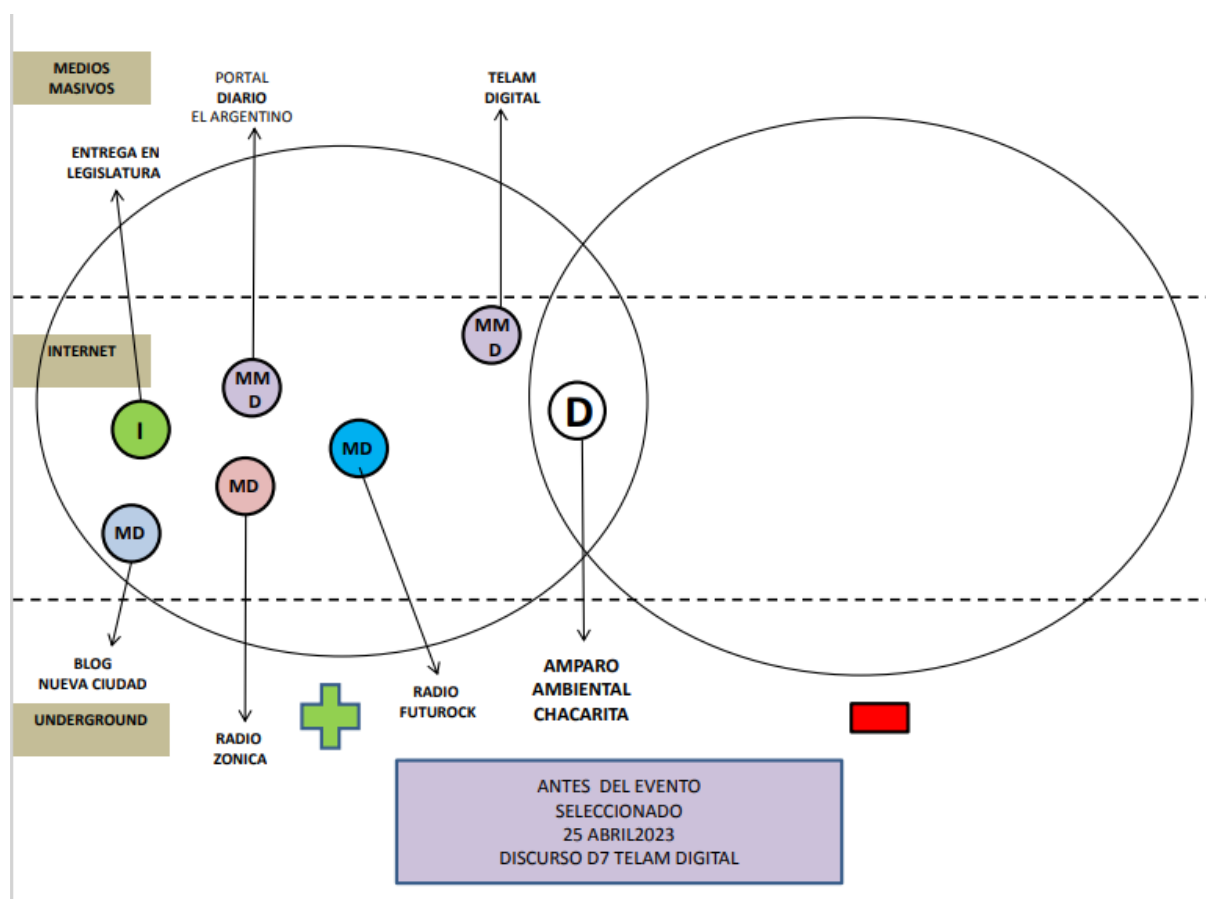 MEDIOS
MASIVOS
PORTAL
DIARIO
EL ARGENTINO
TELAM
DIGITAL
ENTREGA EN
LEGISLATURA
INTERNET
MM
D
MM
D
D
I
MD
MD
MD
BLOG
NUEVA CIUDAD
UNDERGROUND
RADIO
ZONICA
RADIO
FUTUROCK
AMPARO
AMBIENTAL
CHACARITA
ANTES DEL EVENTO
SELECCIONADO
25 ABRIL2023
DISCURSO D7 TELAM DIGITAL